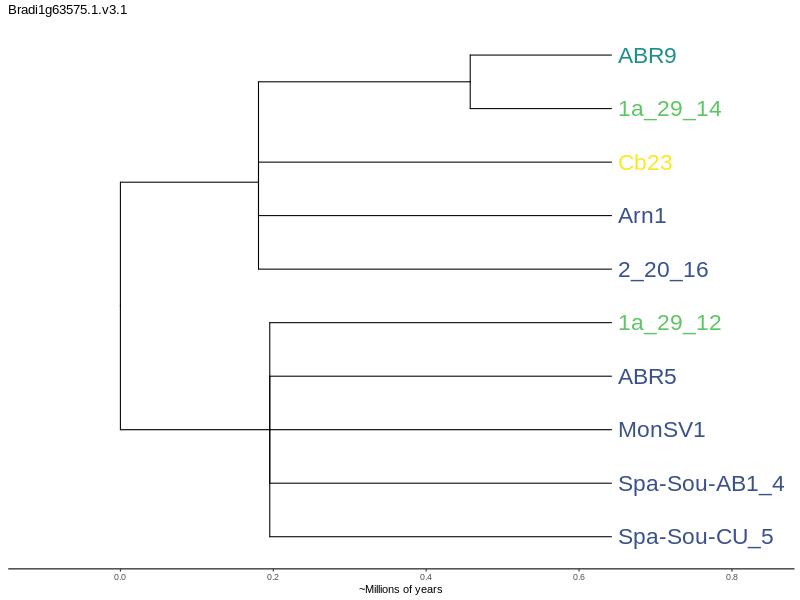 Bradi1g63575.1.v3.1
ABR9
1a_29_14
Cb23
Arn1
2_20_16
1a_29_12
ABR5
MonSV1
Spa-Sou-AB1_4
Spa-Sou-CU_5
0.0 0.2 0.4 0.6 0.8
~Millions of years